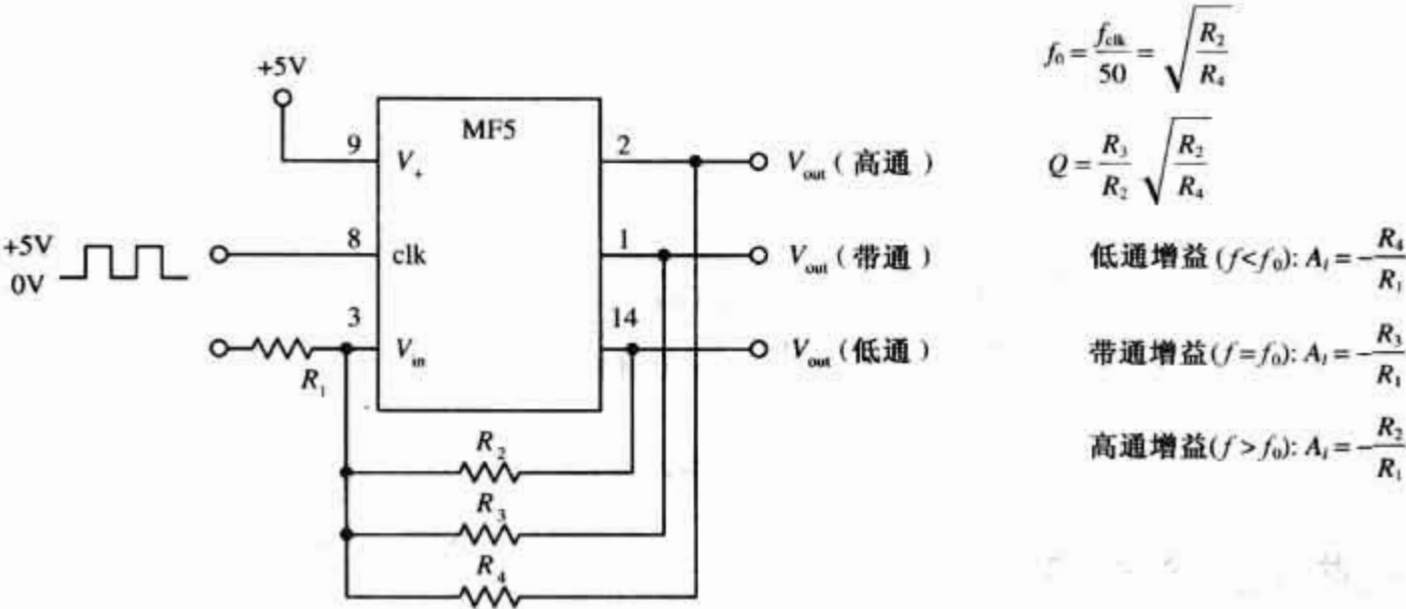 +5V
MF5
9
V+
2
Vout（高通）
+5V
0V
8
clk
1
Vout（带通）
3
Vin
14
Vout（低通）
R1
R2
R3
R4
f0 = fclk/50 = √(R2/R4)
Q = R3/R2 √(R2/R4)
低通增益(f<f0): Al = -R4/R1
带通增益(f=f0): Al = -R3/R1
高通增益(f>f0): Al = -R2/R1